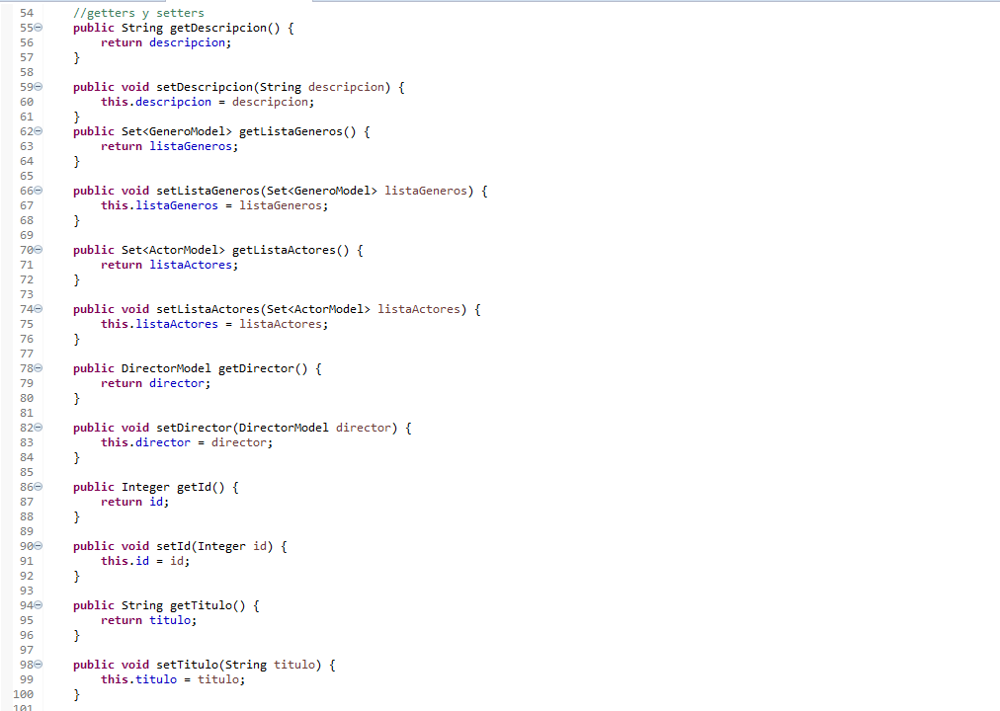 54 //getters y setters
55 public String getDescripcion() {
56 return descripcion;
57 }
58
59 public void setDescripcion(String descripcion) {
60 this.descripcion = descripcion;
61 }
62 public Set<GeneroModel> getListaGeneros() {
63 return listaGeneros;
64 }
65
66 public void setListaGeneros(Set<GeneroModel> listaGeneros) {
67 this.listaGeneros = listaGeneros;
68 }
69
70 public Set<ActorModel> getListaActores() {
71 return listaActores;
72 }
73
74 public void setListaActores(Set<ActorModel> listaActores) {
75 this.listaActores = listaActores;
76 }
77
78 public DirectorModel getDirector() {
79 return director;
80 }
81
82 public void setDirector(DirectorModel director) {
83 this.director = director;
84 }
85
86 public Integer getId() {
87 return id;
88 }
89
90 public void setId(Integer id) {
91 this.id = id;
92 }
93
94 public String getTitulo() {
95 return titulo;
96 }
97
98 public void setTitulo(String titulo) {
99 this.titulo = titulo;
100 }
101